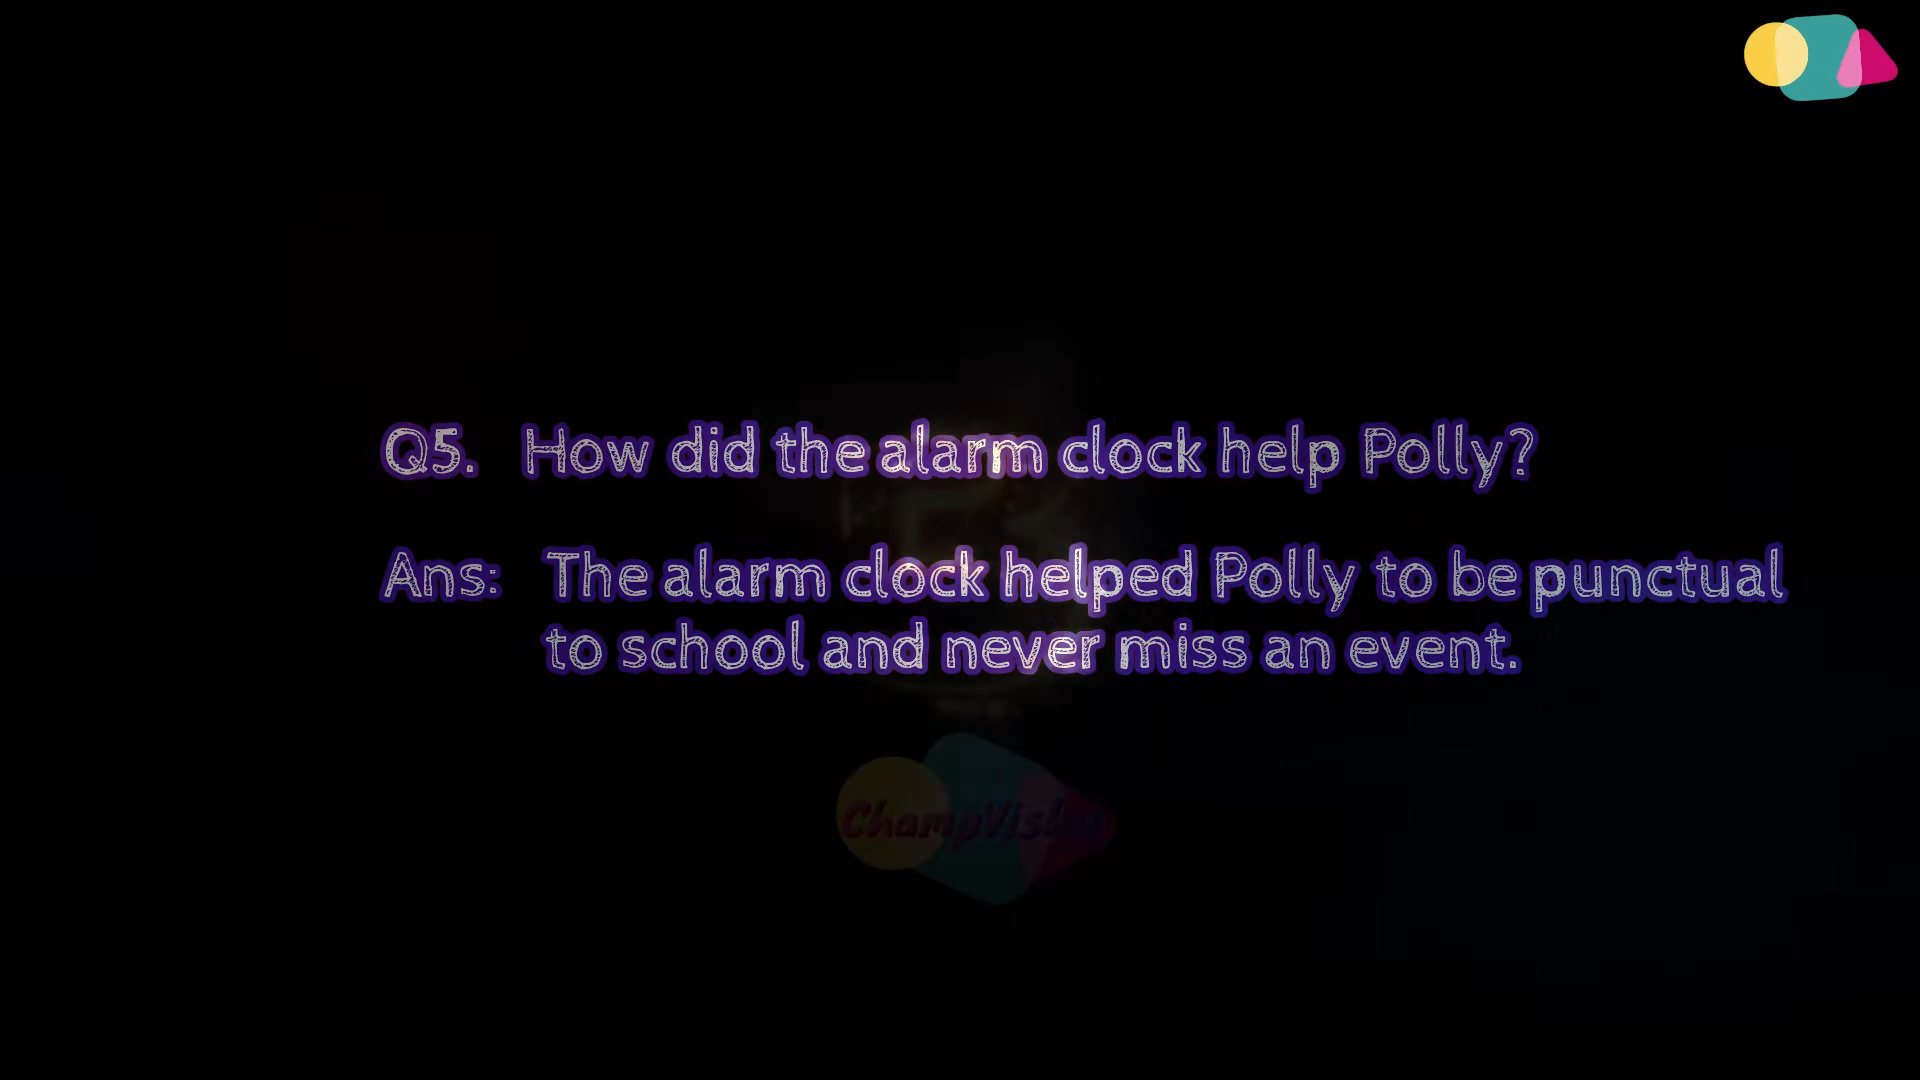 Q5. How did the alarm clock help Polly?
Ans: The alarm clock helped Polly to be punctual
to school and never miss an event.